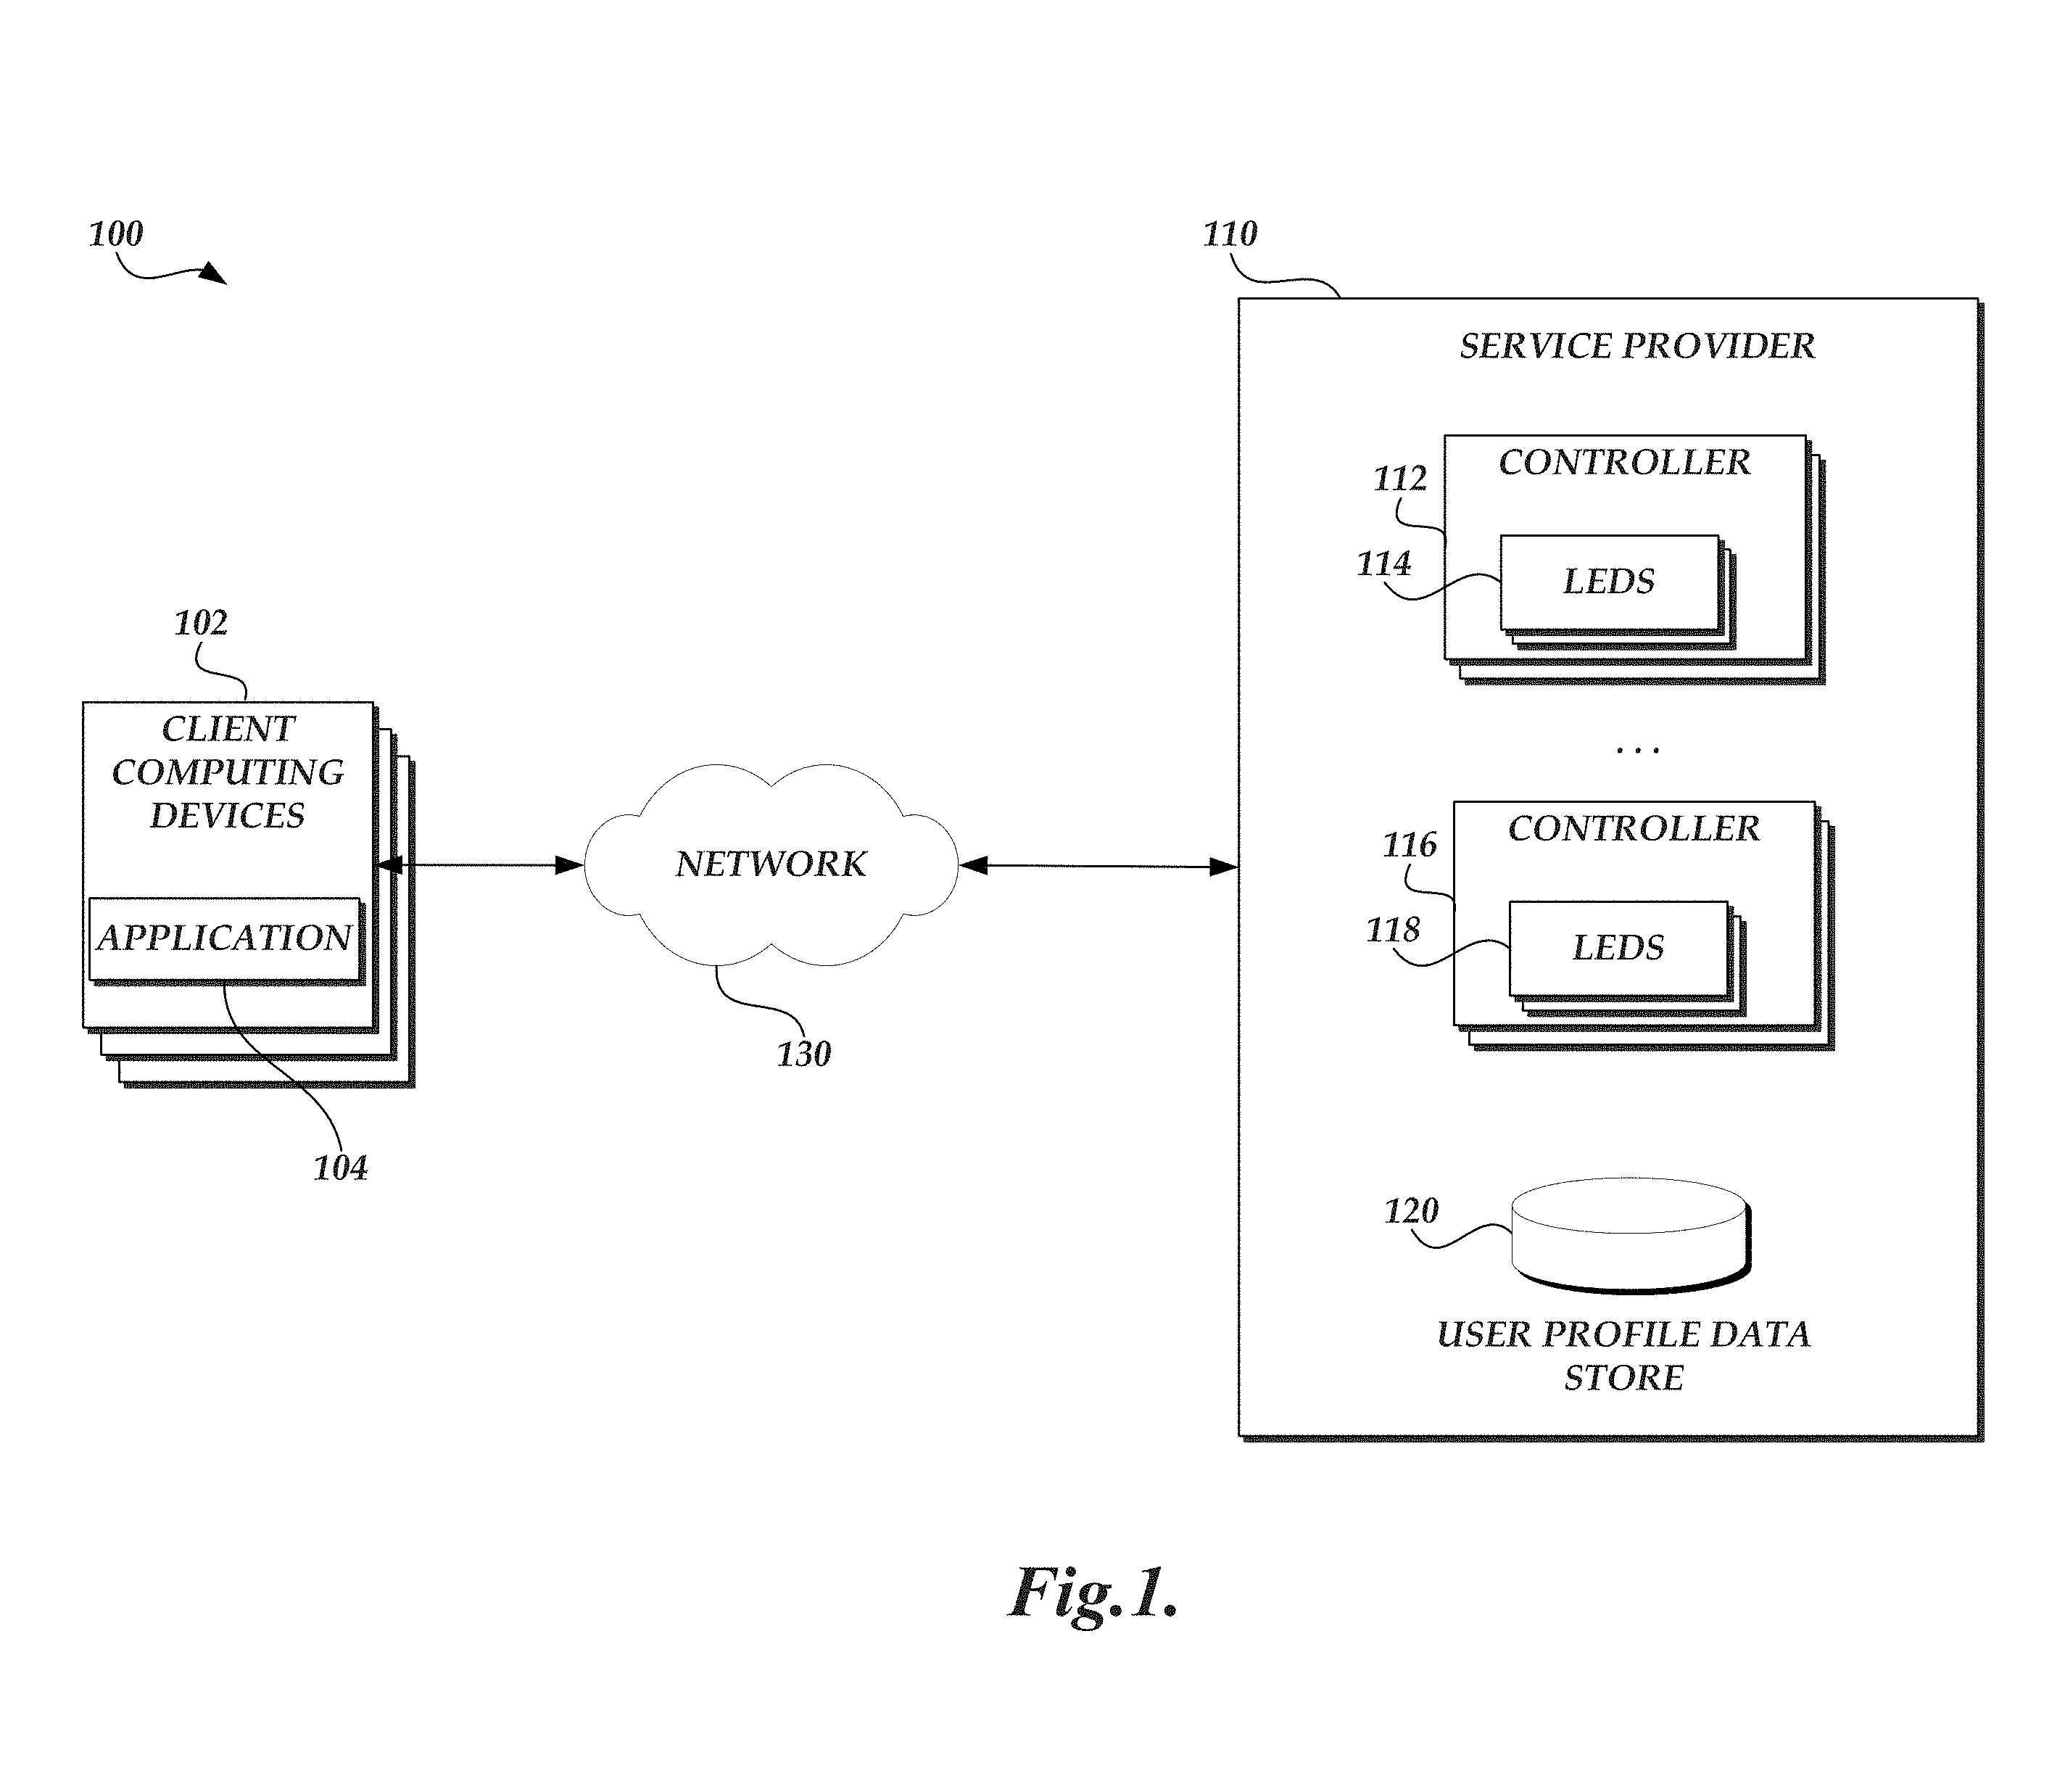 100
110
SERVICE PROVIDER
CONTROLLER
112
114
LEDS
. . .
CONTROLLER
116
118
LEDS
120
USER PROFILE DATA
STORE
102
CLIENT
COMPUTING
DEVICES
APPLICATION
104
NETWORK
130
Fig.1.